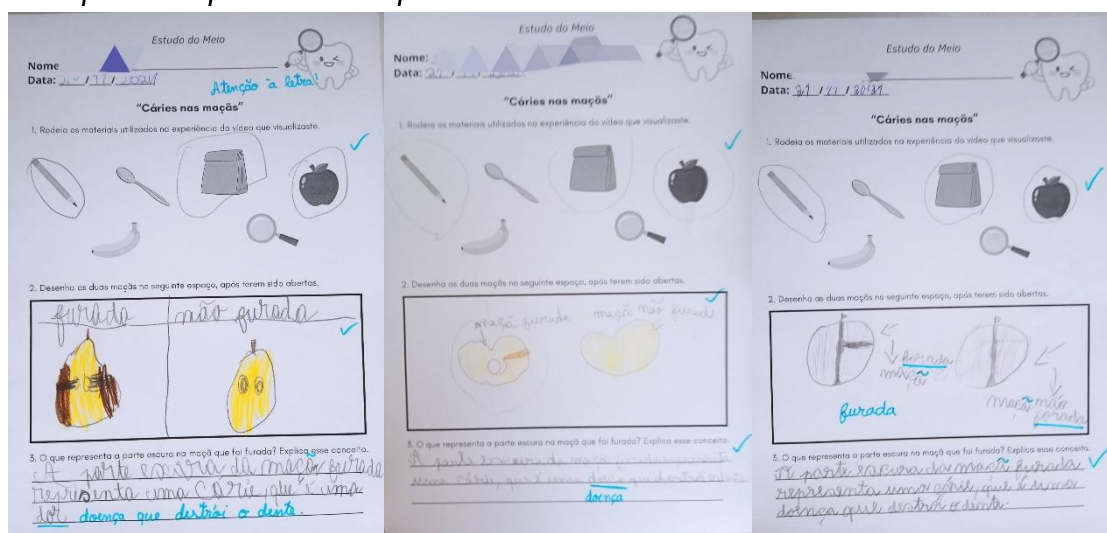 Estudo do Meio
Nome
Data:
2024
Atenção à letra!
"Cáries nas maçãs"
1. Rodeia os materiais utilizados na experiência do vídeo que visualizaste.
2. Desenha as duas maçãs no seguinte espaço, após terem sido abertas.
furada
não furada
3. O que representa a parte escura na maçã que foi furada? Explica esse conceito.
A parte escura da maçã furada
representa uma cárie, que é uma
dor doença que destrói o dente.
Estudo do Meio
Nome:
Data:
"Cáries nas maçãs"
1. Rodeia os materiais utilizados na experiência do vídeo que visualizaste.
2. Desenha as duas maçãs no seguinte espaço, após terem sido abertas.
maçã furada
maçã não furada
3. O que representa a parte escura na maçã que foi furada? Explica esse conceito.
A parte escura da maçã
uma cárie, que é uma
doença
Estudo do Meio
Nome
Data:
"Cáries nas maçãs"
1. Rodeia os materiais utilizados na experiência do vídeo que visualizaste.
2. Desenha as duas maçãs no seguinte espaço, após terem sido abertas.
maçã
furada
maçã não
3. O que representa a parte escura na maçã que foi furada? Explica esse conceito.
A parte escura da maçã furada
representa uma cárie, que é uma
doença que destrói o dente.